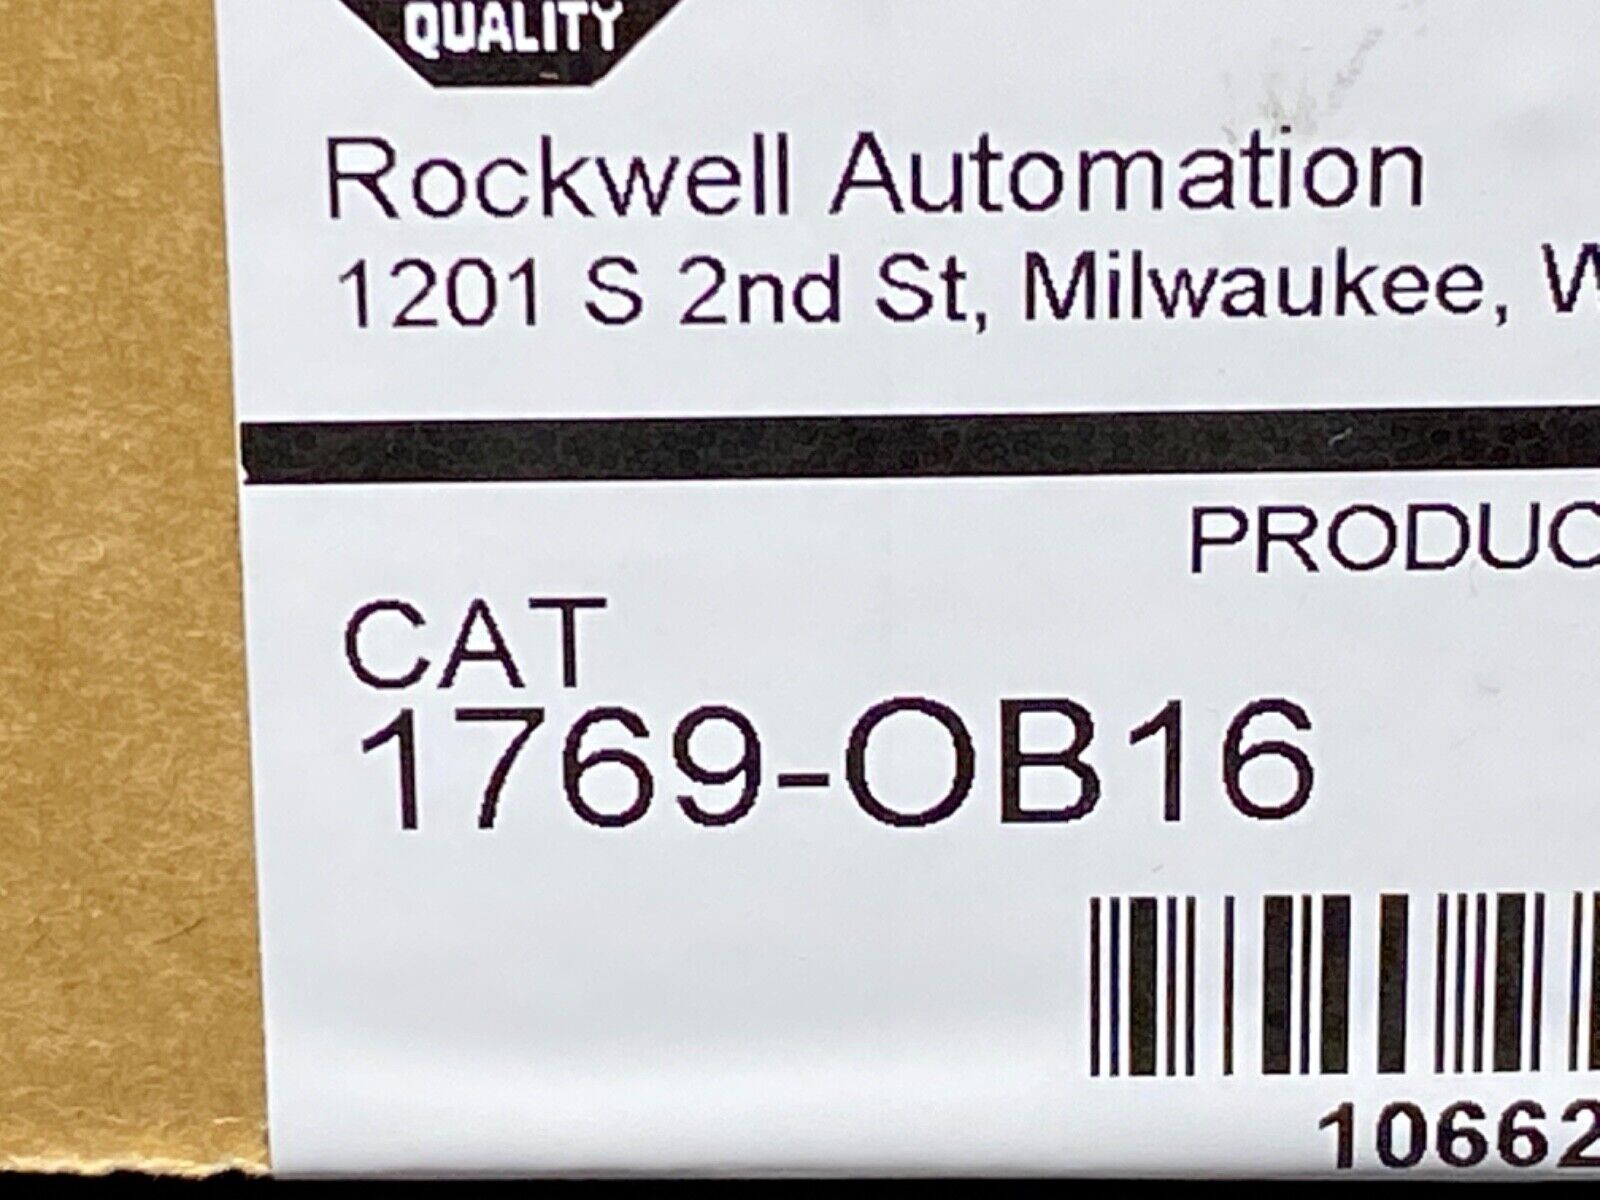 QUALITY
Rockwell Automation
1201 S 2nd St, Milwaukee, W
PRODUC
CAT
1769-OB16
10662